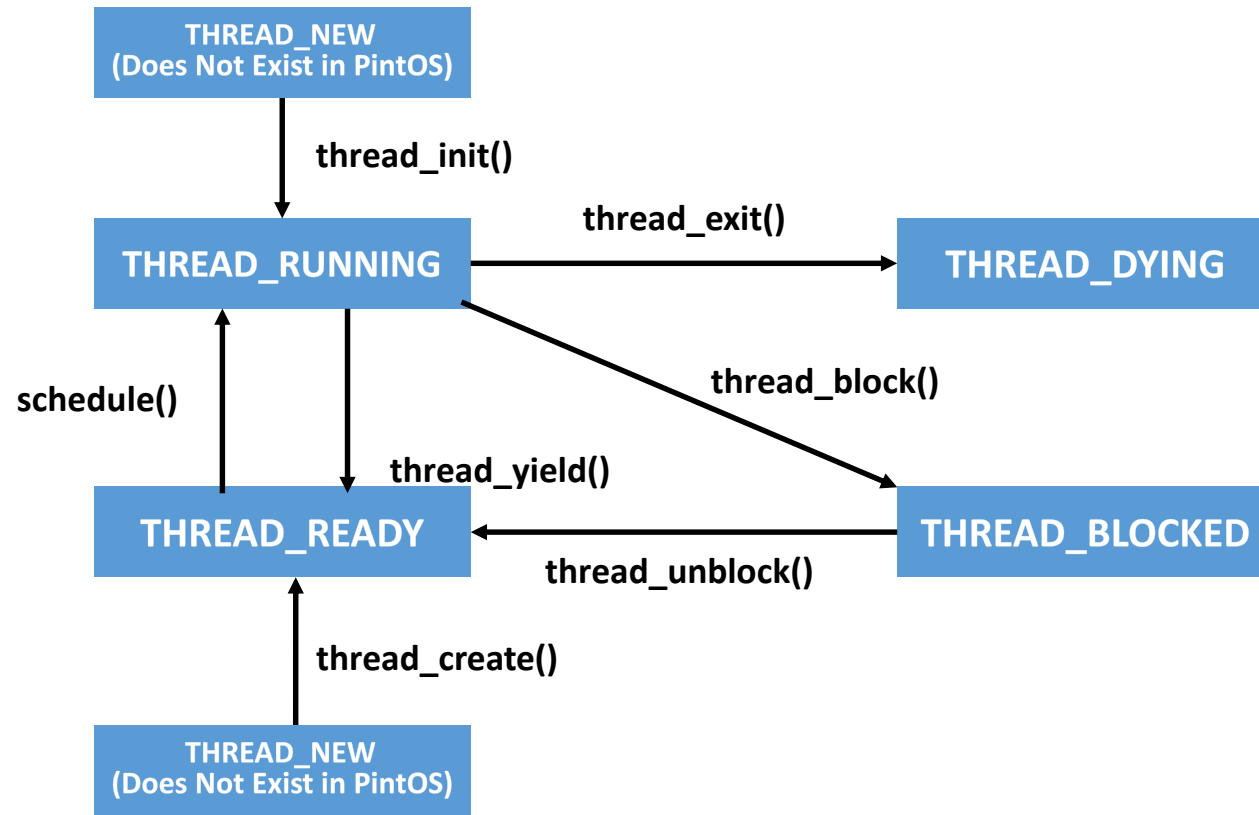 THREAD_NEW
(Does Not Exist in PintOS)
thread_init()
thread_exit()
THREAD_RUNNING
THREAD_DYING
schedule()
thread_block()
thread_yield()
THREAD_READY
THREAD_BLOCKED
thread_unblock()
thread_create()
THREAD_NEW
(Does Not Exist in PintOS)